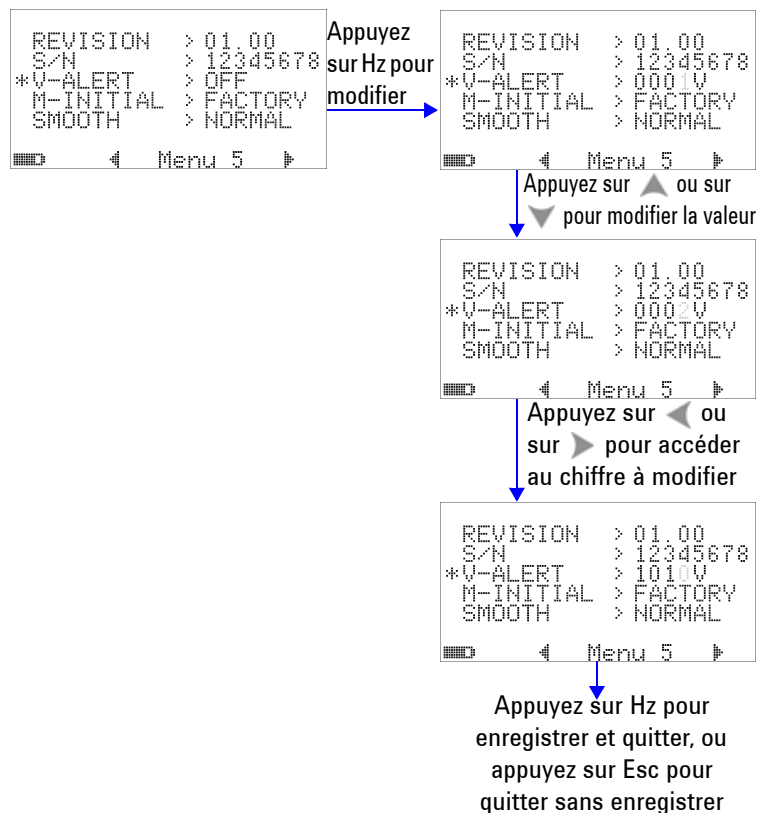 REVISION > 01.00
S/N > 12345678
*V-ALERT > OFF
M-INITIAL > FACTORY
SMOOTH > NORMAL
Menu 5
Appuyez
sur Hz pour
modifier
REVISION > 01.00
S/N > 12345678
*V-ALERT > 0001V
M-INITIAL > FACTORY
SMOOTH > NORMAL
Menu 5
Appuyez sur ou sur
pour modifier la valeur
REVISION > 01.00
S/N > 12345678
*V-ALERT > 0002V
M-INITIAL > FACTORY
SMOOTH > NORMAL
Menu 5
Appuyez sur ou
sur pour accéder
au chiffre à modifier
REVISION > 01.00
S/N > 12345678
*V-ALERT > 1010V
M-INITIAL > FACTORY
SMOOTH > NORMAL
Menu 5
Appuyez sur Hz pour
enregistrer et quitter, ou
appuyez sur Esc pour
quitter sans enregistrer